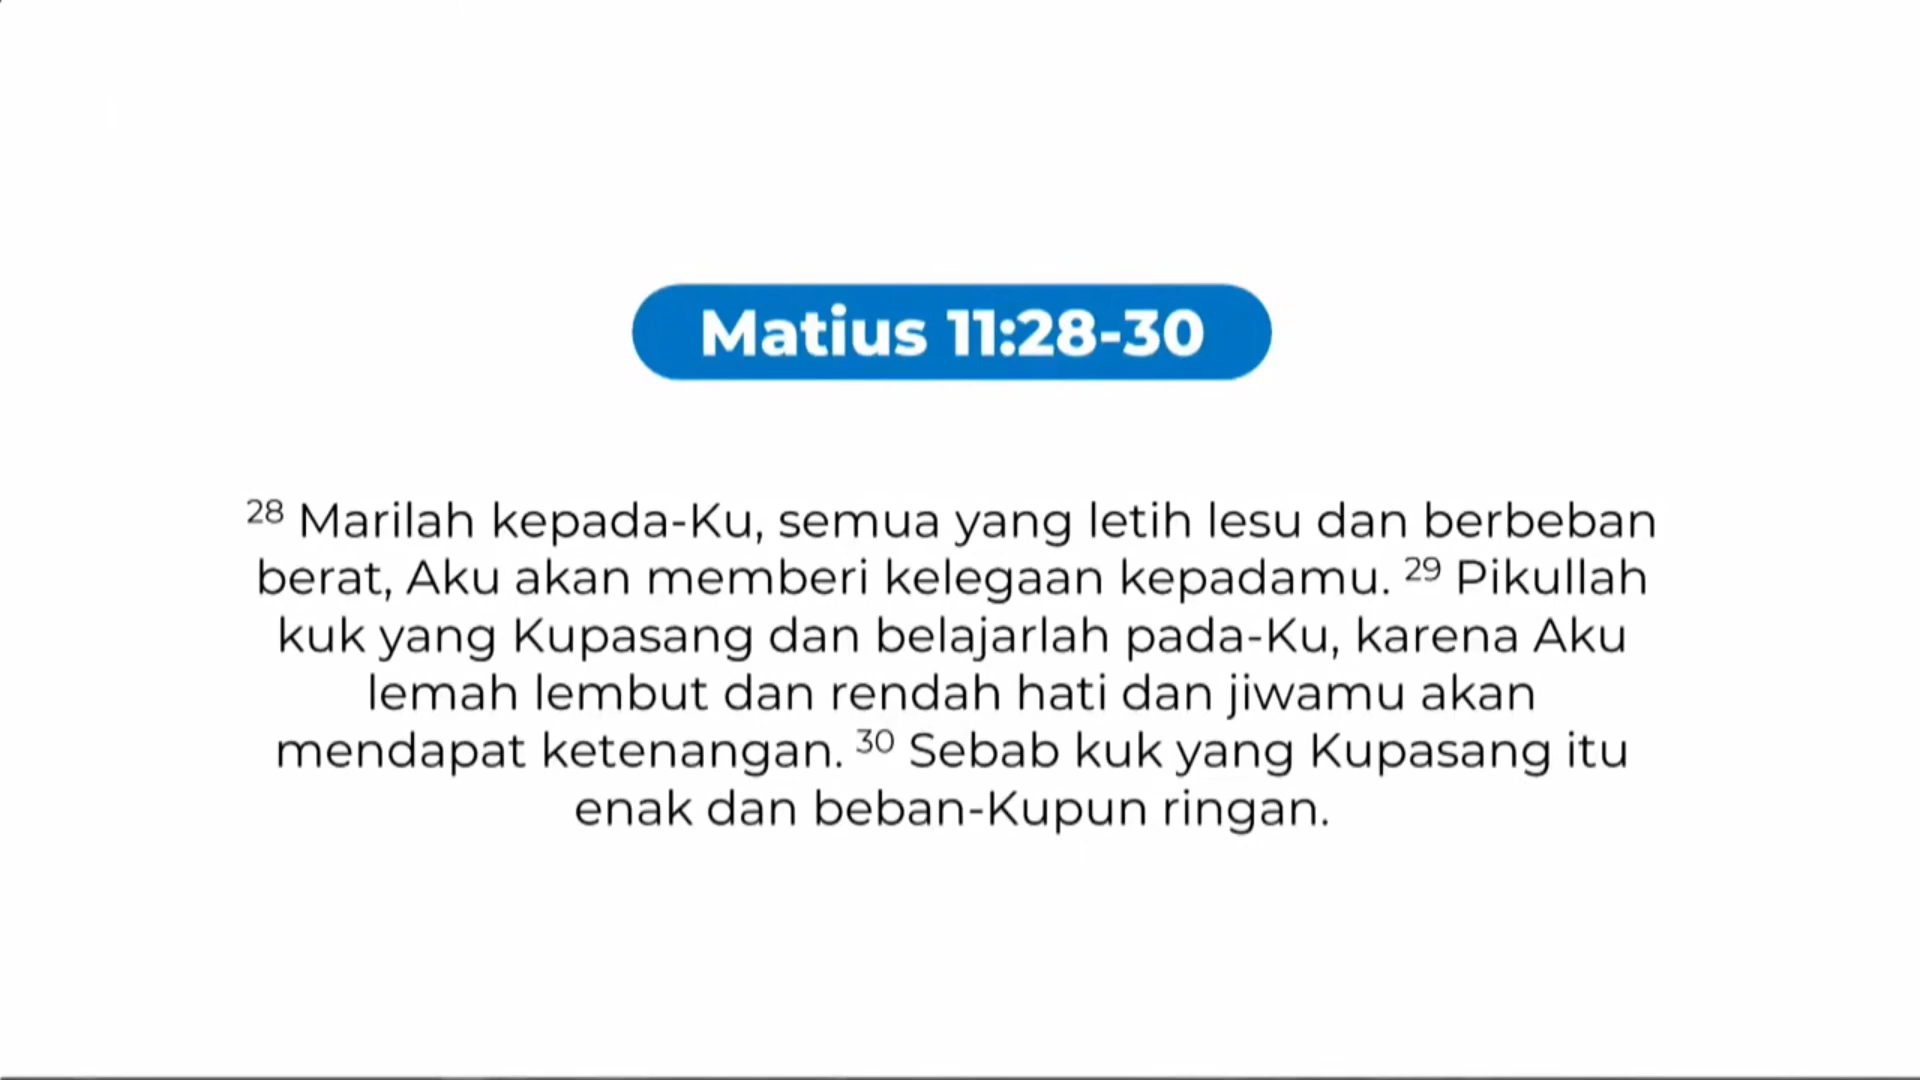 Matius 11:28-30
28 Marilah kepada-Ku, semua yang letih lesu dan berbeban
berat, Aku akan memberi kelegaan kepadamu. 29 Pikullah
kuk yang Kupasang dan belajarlah pada-Ku, karena Aku
lemah lembut dan rendah hati dan jiwamu akan
mendapat ketenangan. 30 Sebab kuk yang Kupasang itu
enak dan beban-Kupun ringan.